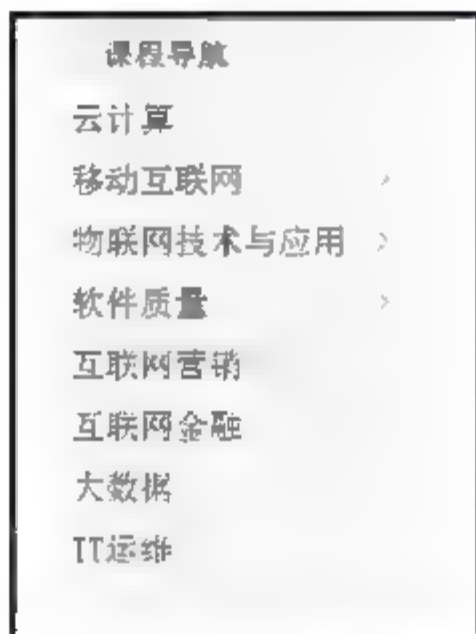 课程导航
云计算
移动互联网 >
物联网技术与应用 >
软件质量 >
互联网营销
互联网金融
大数据
IT运维